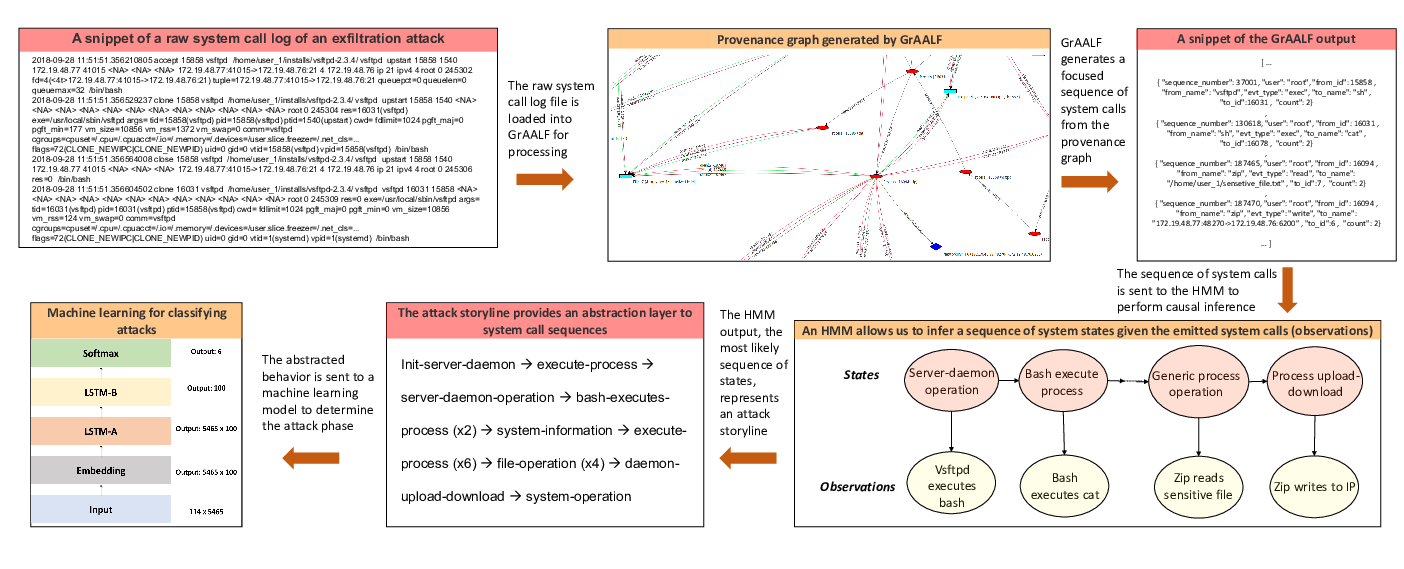 A snippet of a raw system call log of an exfiltration attack
2018-09-28 11:51:51.356210805 accept 15858 vsftpd /home/user_1/installs/vsftpd-2.3.4/ vsftpd upstart 15858 1540
172.19.48.77 41015 <NA> <NA> 172.19.48.77:41015->172.19.48.76:21 4 172.19.48.76 ip 21 ipv4 4 root 0 245302
fd=4(<4t>172.19.48.77:41015->172.19.48.76:21) tuple=172.19.48.77:41015->172.19.48.76:21 queuepct=0 queuelen=0
queuemax=32 /bin/bash
2018-09-28 11:51:51.356529237 clone 15858 vsftpd /home/user_1/installs/vsftpd-2.3.4/ vsftpd upstart 15858 1540 <NA>
<NA> <NA> <NA> <NA> <NA> <NA> <NA> <NA> <NA> root 0 245304 res=16031(vsftpd)
exe=/usr/local/sbin/vsftpd args= tid=15858(vsftpd) pid=15858(vsftpd) ptid=1540(upstart) cwd= fdlimit=1024 pgft_maj=0
pgft_min=177 vm_size=10856 vm_rss=1372 vm_swap=0 comm=vsftpd
cgroups=cpuset=/.cpu=/.cpuacct=/.io=/.memory=/.devices=/user.slice.freezer=/.net_cls=...
flags=72(CLONE_NEWIPC|CLONE_NEWPID) uid=0 gid=0 vtid=15858(vsftpd) vpid=15858(vsftpd) /bin/bash
2018-09-28 11:51:51.356564008 close 15858 vsftpd /home/user_1/installs/vsftpd-2.3.4/ vsftpd upstart 15858 1540
172.19.48.77 41015 <NA> <NA> 172.19.48.77:41015->172.19.48.76:21 4 172.19.48.76 ip 21 ipv4 4 root 0 245306
res=0 /bin/bash
2018-09-28 11:51:51.356604502 clone 16031 vsftpd /home/user_1/installs/vsftpd-2.3.4/ vsftpd vsftpd 16031 15858 <NA>
<NA> <NA> <NA> <NA> <NA> <NA> <NA> <NA> <NA> root 0 245309 res=0 exe=/usr/local/sbin/vsftpd args=
tid=16031(vsftpd) pid=16031(vsftpd) ptid=15858(vsftpd) cwd= fdlimit=1024 pgft_maj=0 pgft_min=0 vm_size=10856
vm_rss=124 vm_swap=0 comm=vsftpd
cgroups=cpuset=/.cpu=/.cpuacct=/.io=/.memory=/.devices=/user.slice.freezer=/.net_cls=...
flags=72(CLONE_NEWIPC|CLONE_NEWPID) uid=0 gid=0 vtid=1(systemd) vpid=1(systemd) /bin/bash
The raw system
call log file is
loaded into
GrAALF for
processing
Provenance graph generated by GrAALF
GrAALF
generates a
focused
sequence of
system calls
from the
provenance
graph
A snippet of the GrAALF output
[ ...
{ "sequence_number": 37001, "user": "root", "from_id": 15858 ,
"from_name": "vsftpd", "evt_type": "exec", "to_name": "sh"
, "to_id":16031 , "count": 2}
,
{ "sequence_number": 130618, "user": "root", "from_id": 16031 ,
"from_name": "sh", "evt_type": "exec", "to_name": "cat" ,
"to_id":16078 , "count": 2}
,
{ "sequence_number": 187465, "user": "root", "from_id": 16094 ,
"from_name": "zip", "evt_type": "read", "to_name":
"/home/user_1/sensetive_file.txt" , "to_id":7 , "count": 2}
,
{ "sequence_number": 187470, "user": "root", "from_id": 16094 ,
"from_name": "zip", "evt_type": "write", "to_name":
"172.19.48.77:48270->172.19.48.76:6200" , "to_id":6 , "count": 2}
... ]
The sequence of system calls
is sent to the HMM to
perform causal inference
Machine learning for classifying
attacks
Softmax
Output: 6
LSTM-B
Output: 100
LSTM-A
Output: 5465 x 100
Embedding
Output: 5465 x 100
Input
114 x 5465
The abstracted
behavior is sent to a
machine learning
model to determine
the attack phase
The attack storyline provides an abstraction layer to
system call sequences
Init-server-daemon → execute-process →
server-daemon-operation → bash-executes-
process (x2) → system-information → execute-
process (x6) → file-operation (x4) → daemon-
upload-download → system-operation
The HMM
output, the
most likely
sequence of
states,
represents
an attack
storyline
An HMM allows us to infer a sequence of system states given the emitted system calls (observations)
States
Server-daemon
operation
Bash execute
process
Generic process
operation
Process upload-
download
Observations
Vsftpd
executes
bash
Bash
executes cat
Zip reads
sensitive file
Zip writes to IP